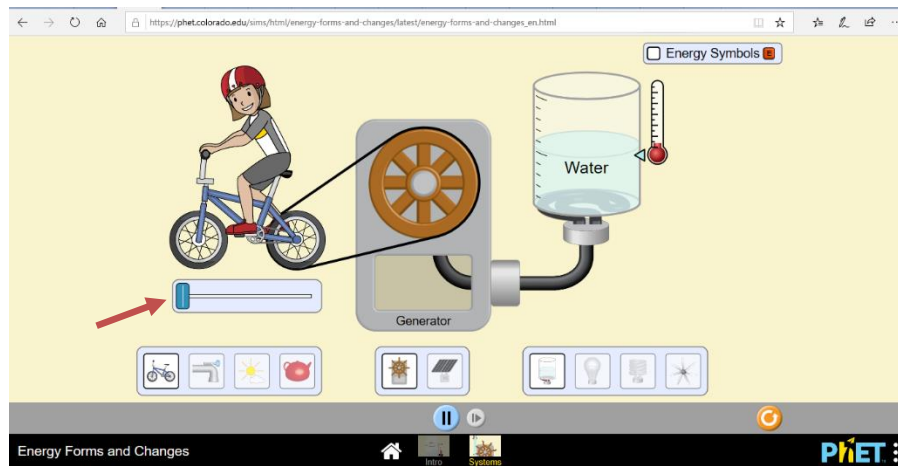 https://phet.colorado.edu/sims/html/energy-forms-and-changes/latest/energy-forms-and-changes_en.html
Energy Symbols E
Water
Generator
Energy Forms and Changes
Intro
Systems
PhET